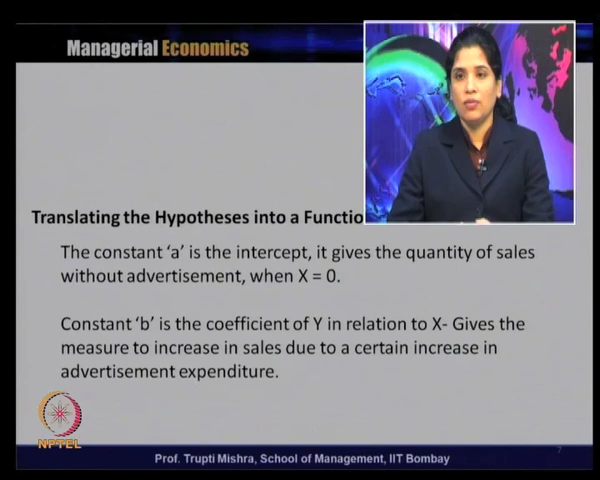 Managerial Economics
Translating the Hypotheses into a Functio
The constant 'a' is the intercept, it gives the quantity of sales
without advertisement, when X = 0.
Constant 'b' is the coefficient of Y in relation to X- Gives the
measure to increase in sales due to a certain increase in
advertisement expenditure.
NPTEL
7
Prof. Trupti Mishra, School of Management, IIT Bombay